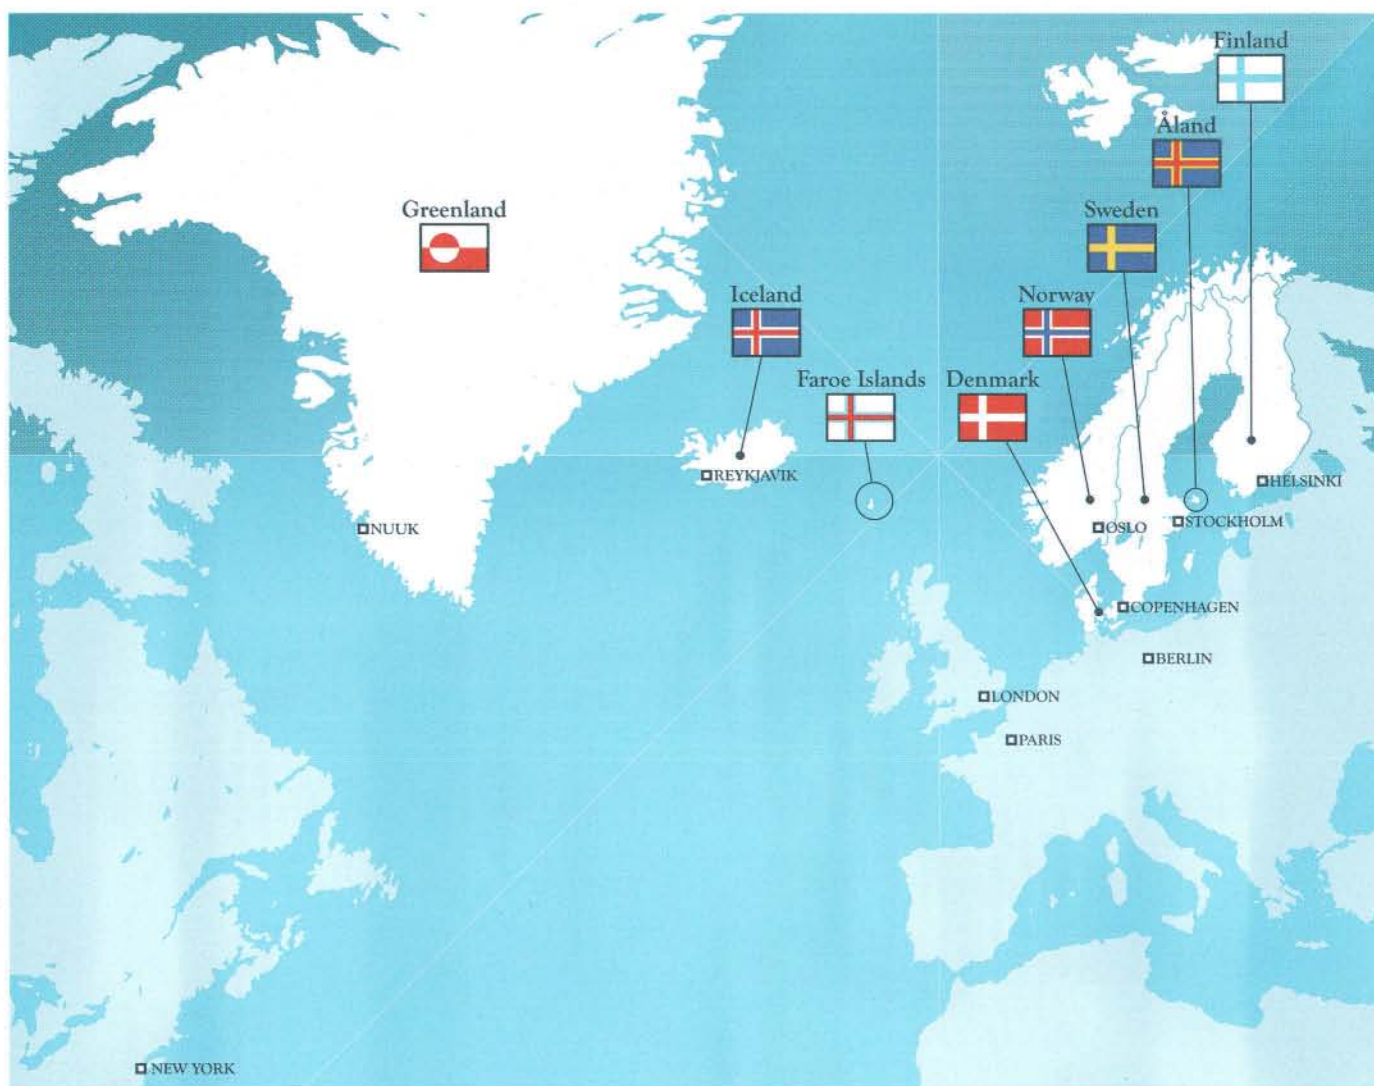 Finland
Åland
Greenland
Sweden
Iceland
Norway
Faroe Islands
Denmark
REYKJAVIK
HELSINKI
NUUK
OSLO
STOCKHOLM
COPENHAGEN
BERLIN
LONDON
PARIS
NEW YORK